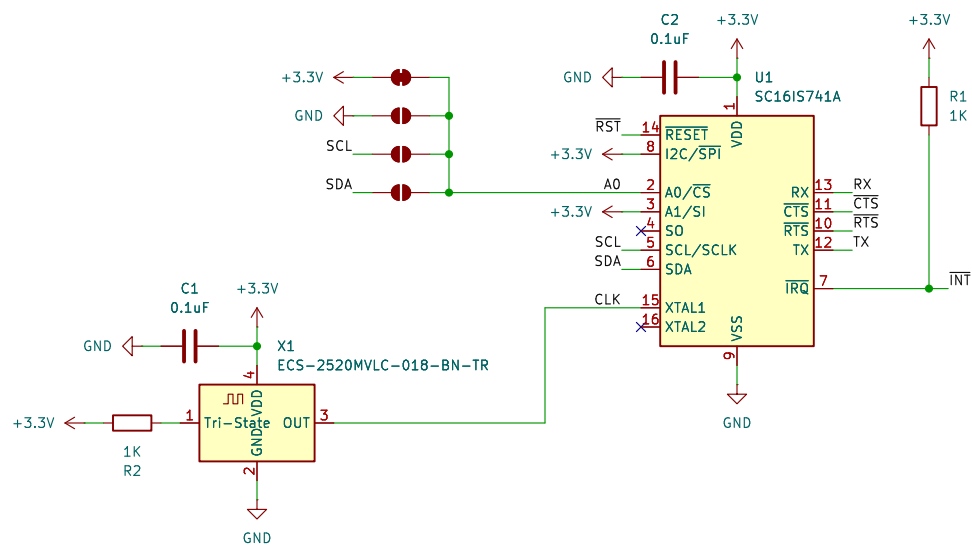 C2
0.1uF
+3.3V
+3.3V
+3.3V
GND
SCL
SDA
GND
U1
SC16IS741A
1
VDD
R1
1K
RST
14
RESET
+3.3V
8
I2C/SPI
A0
2
A0/CS
+3.3V
3
A1/SI
4
SO
SCL
5
SCL/SCLK
SDA
6
SDA
CLK
15
XTAL1
16
XTAL2
RX
13
RX
CTS
11
CTS
RTS
10
RTS
TX
12
TX
IRQ
7
INT
VSS
9
GND
C1
0.1uF
+3.3V
GND
X1
ECS-2520MVLC-018-BN-TR
4
VDD
+3.3V
1K
R2
1
Tri-State
OUT
3
GND
2
GND